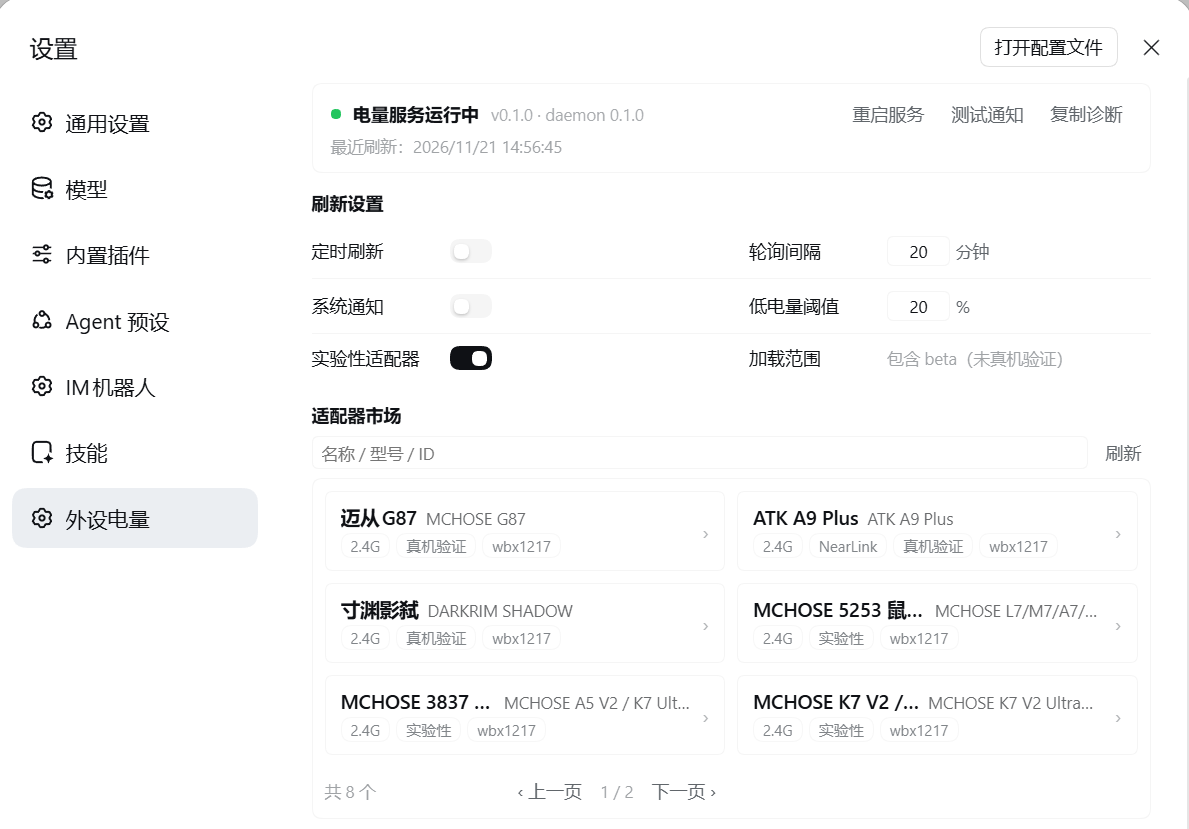 设置
打开配置文件
通用设置
模型
内置插件
Agent 预设
IM机器人
技能
外设电量
电量服务运行中 v0.1.0 · daemon 0.1.0
重启服务 测试通知 复制诊断
最近刷新：2026/11/21 14:56:45
刷新设置
定时刷新 轮询间隔 20 分钟
系统通知 低电量阈值 20 %
实验性适配器 加载范围 包含 beta（未真机验证）
适配器市场
名称 / 型号 / ID 刷新
迈从G87 MCHOSE G87
2.4G 真机验证 wbx1217
ATK A9 Plus ATK A9 Plus
2.4G NearLink 真机验证 wbx1217
寸渊影弑 DARKRIM SHADOW
2.4G 真机验证 wbx1217
MCHOSE 5253 鼠... MCHOSE L7/M7/A7/...
2.4G 实验性 wbx1217
MCHOSE 3837 ... MCHOSE A5 V2 / K7 Ult...
2.4G 实验性 wbx1217
MCHOSE K7 V2 /... MCHOSE K7 V2 Ultra...
2.4G 实验性 wbx1217
共 8 个 ‹ 上一页 1 / 2 下一页 ›